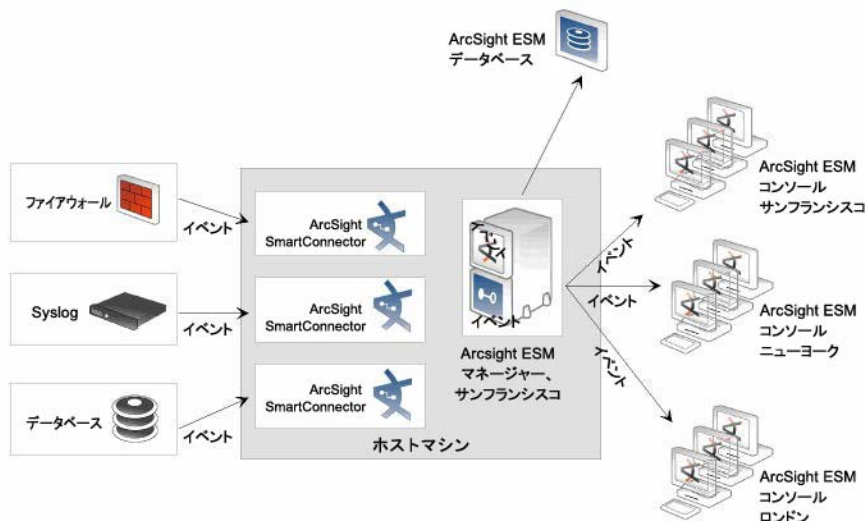 ArcSight ESM
データベース
ファイアウォール
イベント
ArcSight
SmartConnector
Syslog
イベント
ArcSight
SmartConnector
データベース
イベント
ArcSight
SmartConnector
イベント
イベント
Arcsight ESM
マネージャー、
サンフランシスコ
ホストマシン
イベント
イベント
イベント
ArcSight ESM
コンソール
サンフランシスコ
ArcSight ESM
コンソール
ニューヨーク
ArcSight ESM
コンソール
ロンドン